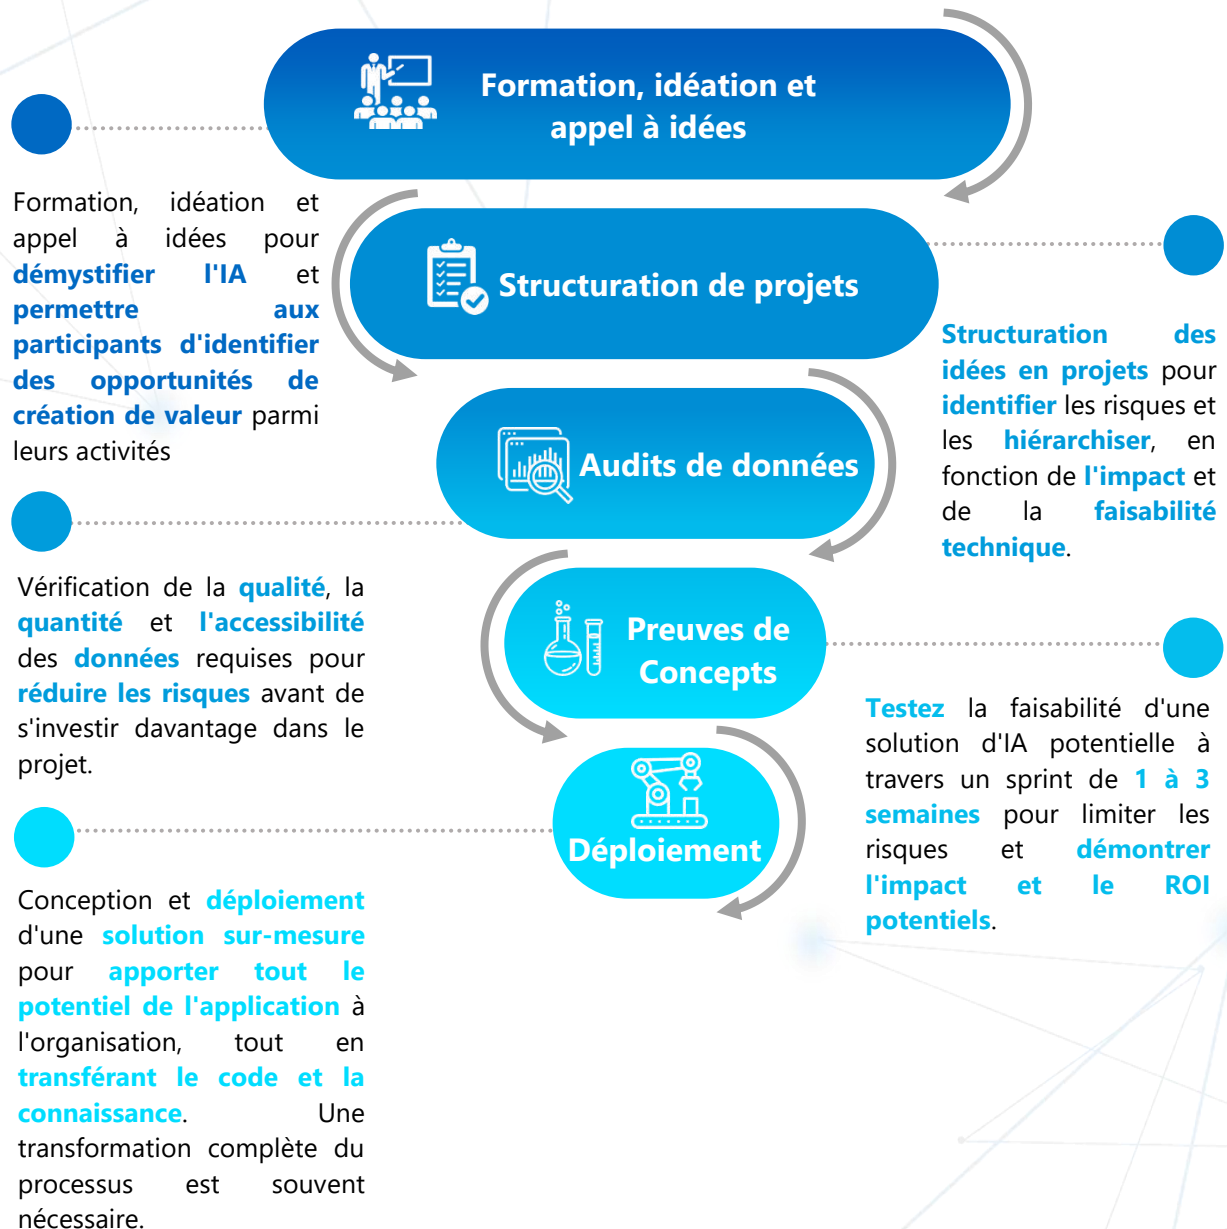 Formation, idéation et
appel à idées
Formation, idéation et
appel à idées pour
démystifier l'IA et
permettre aux
participants d'identifier
des opportunités de
création de valeur parmi
leurs activités
Structuration de projets
Structuration des
idées en projets pour
identifier les risques et
les hiérarchiser, en
fonction de l'impact et
de la faisabilité
technique.
Audits de données
Vérification de la qualité, la
quantité et l'accessibilité
des données requises pour
réduire les risques avant de
s'investir davantage dans le
projet.
Preuves de
Concepts
Testez la faisabilité d'une
solution d'IA potentielle à
travers un sprint de 1 à 3
semaines pour limiter les
risques et démontrer
l'impact et le ROI
potentiels.
Déploiement
Conception et déploiement
d'une solution sur-mesure
pour apporter tout le
potentiel de l'application à
l'organisation, tout en
transférant le code et la
connaissance. Une
transformation complète du
processus est souvent
nécessaire.